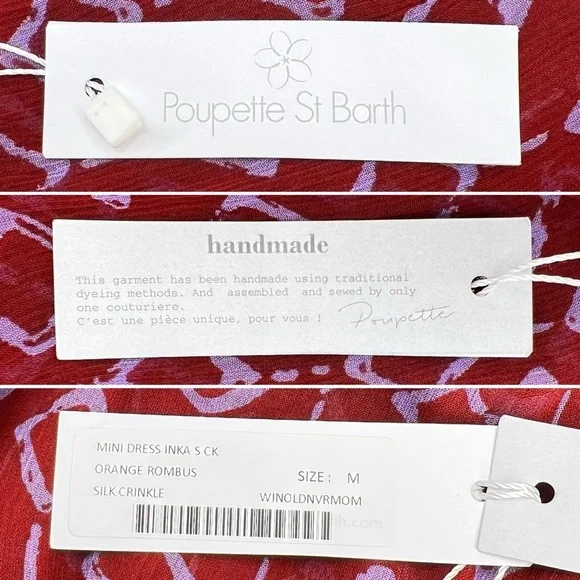 Poupette St Barth
handmade
This garment has been handmade using traditional
dyeing methods. And assembled and sewed by only
one couturiere.
C'est une pièce unique, pour vous !
Poupette
MINI DRESS INKA S CK
ORANGE ROMBUS
SIZE : M
SILK CRINKLE
WINOLDNVRMOM